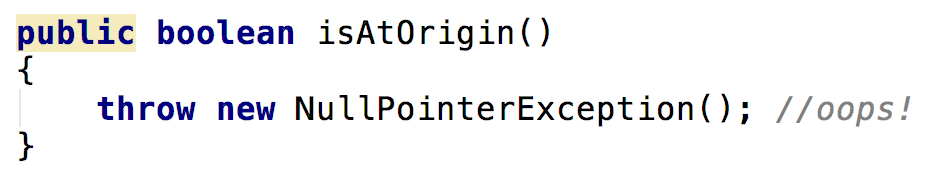 public boolean isAtOrigin()
{
    throw new NullPointerException(); //oops!
}